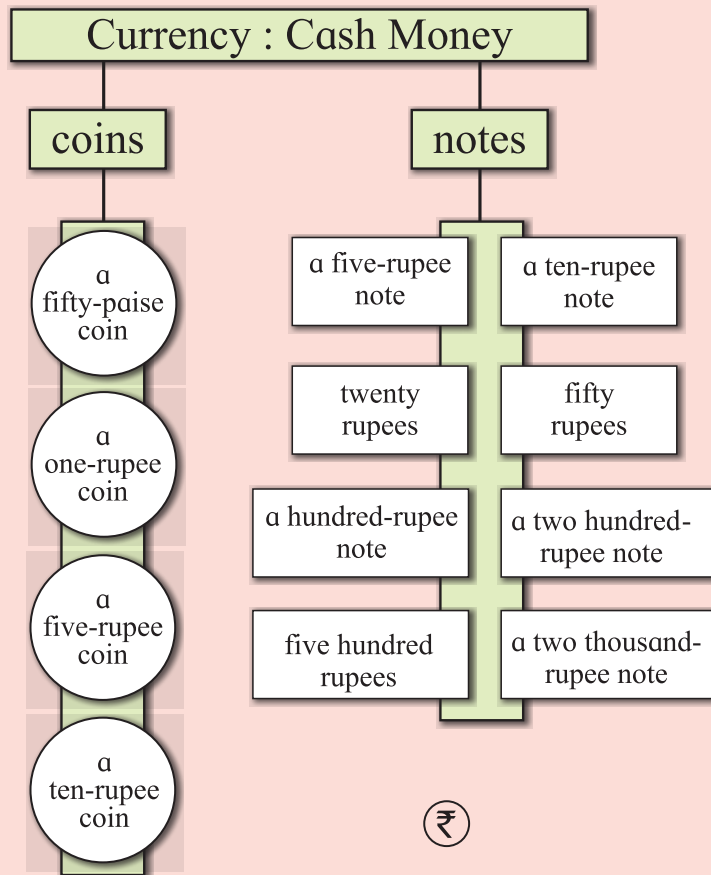 Currency : Cash Money
coins
notes
a
fifty-paise
coin
a
one-rupee
coin
a
five-rupee
coin
a
ten-rupee
coin
a five-rupee
note
a ten-rupee
note
twenty
rupees
fifty
rupees
a hundred-rupee
note
a two hundred-
rupee note
five hundred
rupees
a two thousand-
rupee note
₹